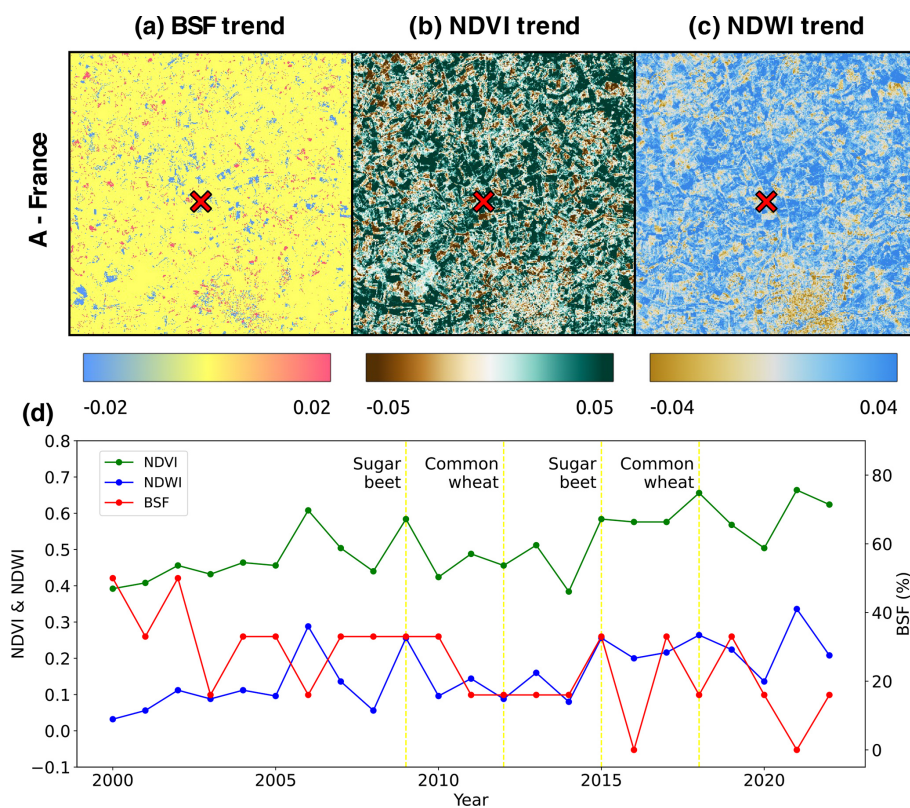 (a) BSF trend
(b) NDVI trend
(c) NDWI trend
A - France
-0.02
0.02
-0.05
0.05
-0.04
0.04
(d)
NDVI
NDWI
BSF
Sugar
beet
Common
wheat
Sugar
beet
Common
wheat
NDVI & NDWI
0.8
0.7
0.6
0.5
0.4
0.3
0.2
0.1
0.0
−0.1
BSF (%)
80
60
40
20
0
2000
2005
2010
2015
2020
Year